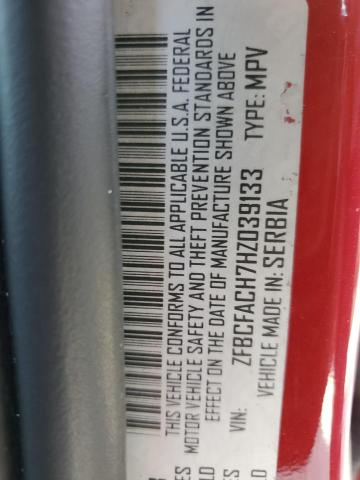 THIS VEHICLE CONFORMS TO ALL APPLICABLE U.S.A. FEDERAL
MOTOR VEHICLE SAFETY AND THEFT PREVENTION STANDARDS IN
EFFECT ON THE DATE OF MANUFACTURE SHOWN ABOVE
VIN: ZFBCFACH7HZ039133 TYPE: MPV
VEHICLE MADE IN: SERBIA